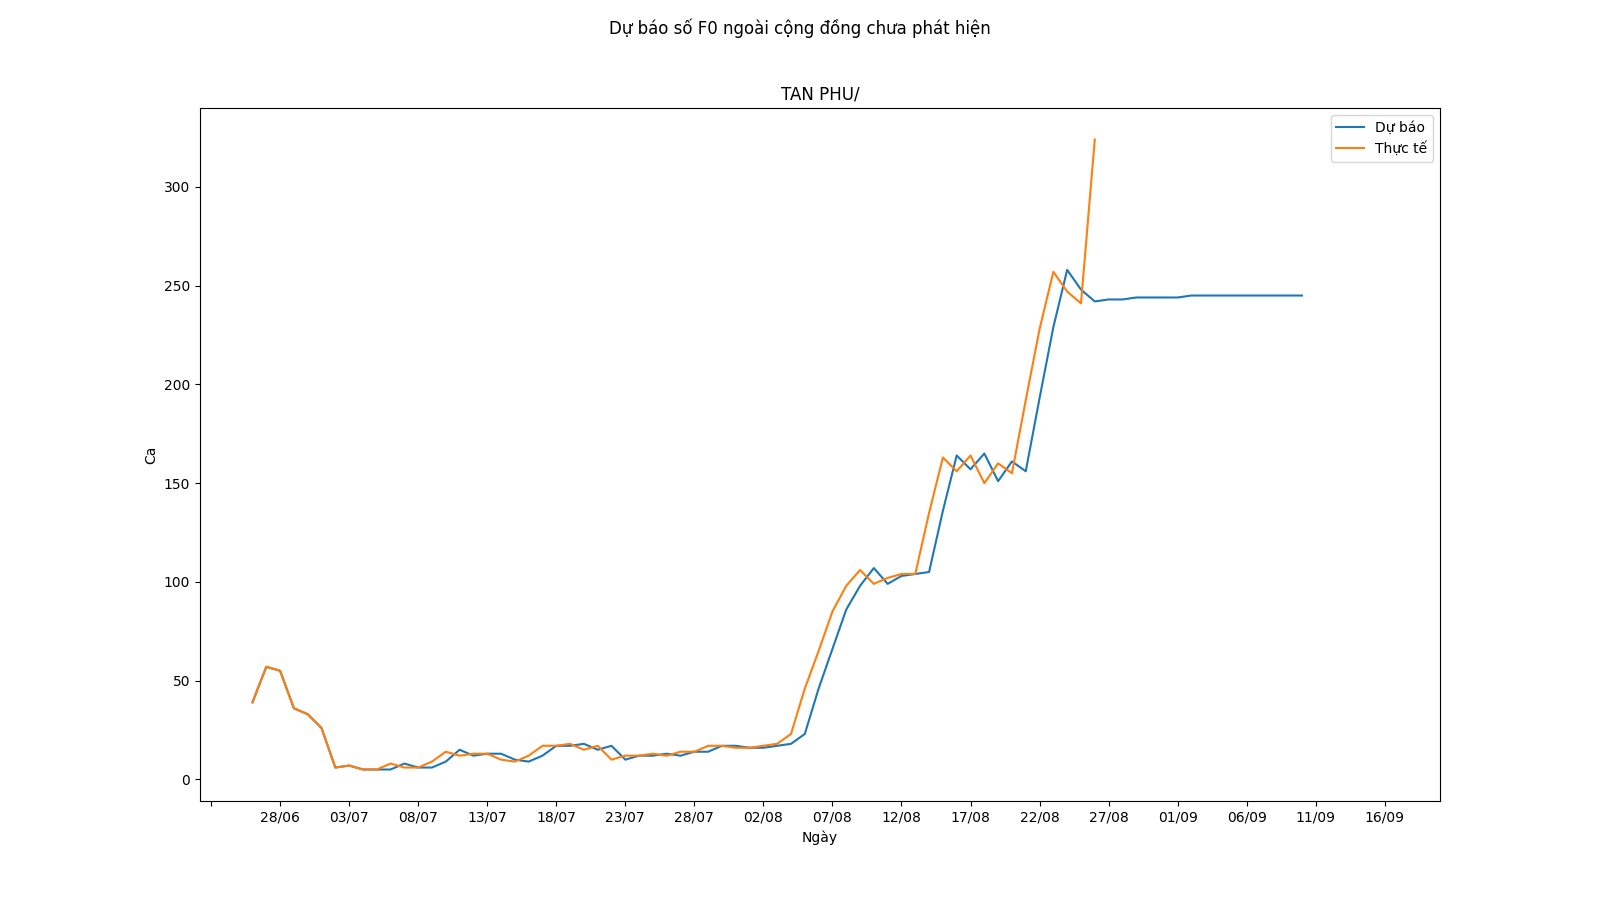 Dự báo số F0 ngoài cộng đồng chưa phát hiện
TAN PHU/
Dự báo
Thực tế
300
250
200
150
100
50
0
Ca
28/06 03/07 08/07 13/07 18/07 23/07 28/07 02/08 07/08 12/08 17/08 22/08 27/08 01/09 06/09 11/09 16/09
Ngày